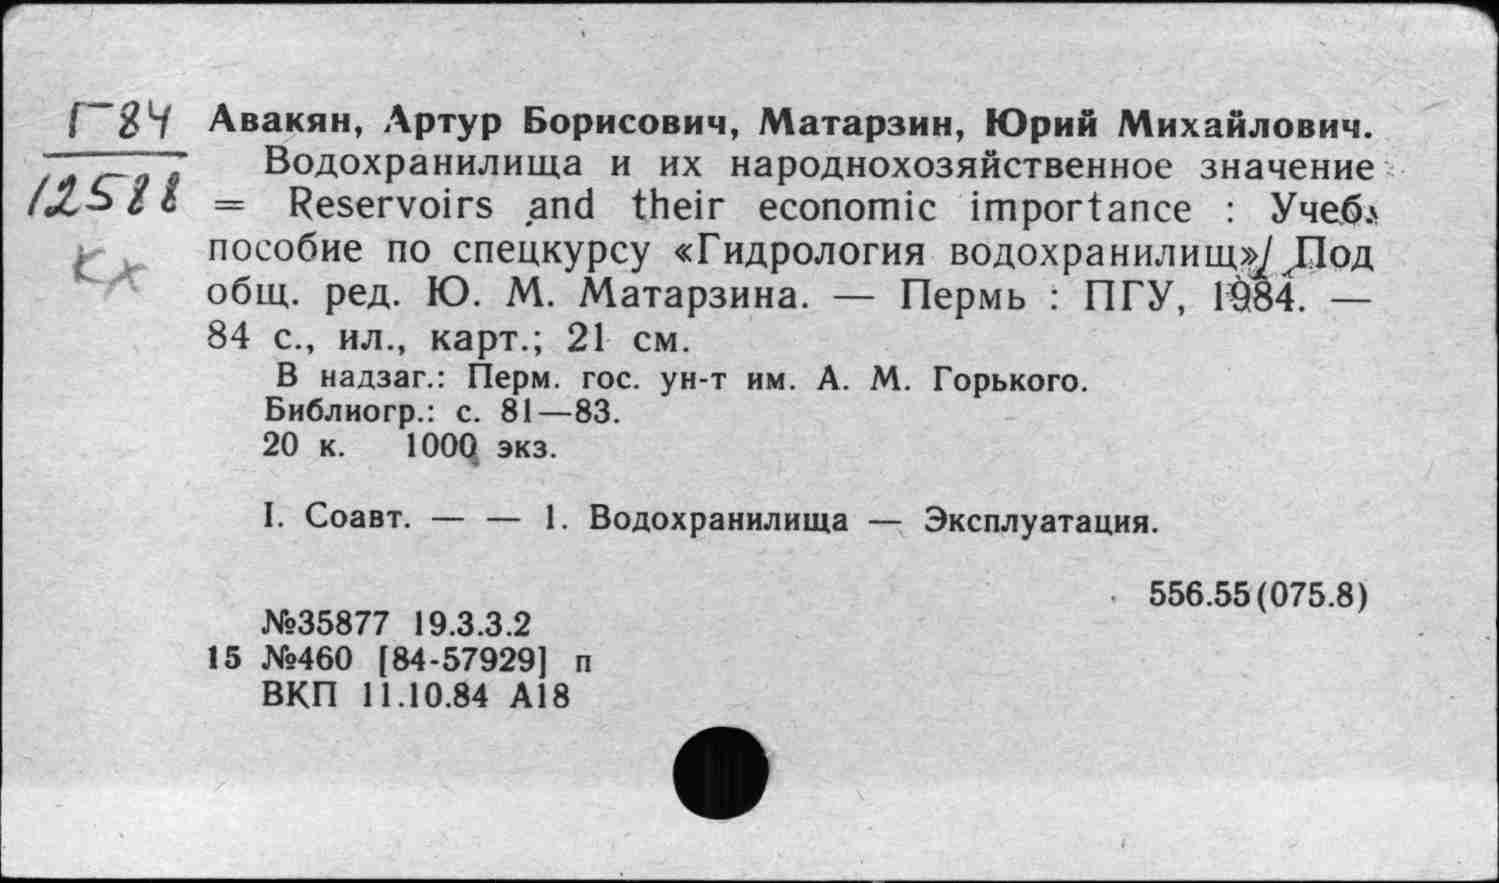 Г84
12588
Кх
Авакян, Артур Борисович, Матарзин, Юрий Михайлович.
Водохранилища и их народнохозяйственное значение
= Reservoirs and their economic importance : Учеб.
пособие по спецкурсу «Гидрология водохранилищ»/ Под
общ. ред. Ю. М. Матарзина. — Пермь : ПГУ, 1984. —
84 с., ил., карт.; 21 см.
В надзаг.: Перм. гос. ун-т им. А. М. Горького.
Библиогр.: с. 81—83.
20 к. 1000 экз.
I. Соавт. — — 1. Водохранилища — Эксплуатация.
556.55(075.8)
№35877 19.3.3.2
15 №460 [84-57929] п
ВКП 11.10.84 А18